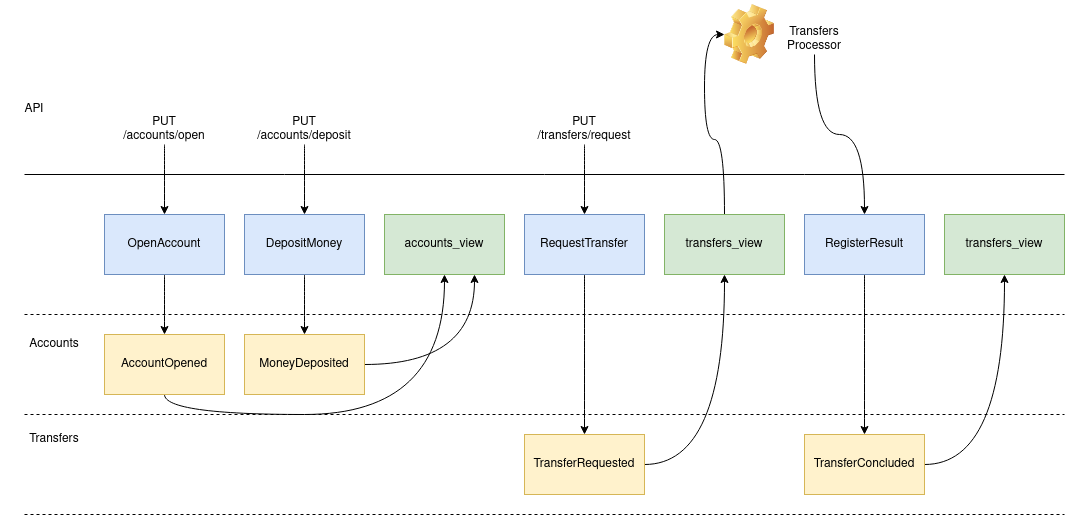 Transfers
Processor
API
PUT
/accounts/open
PUT
/accounts/deposit
PUT
/transfers/request
OpenAccount
DepositMoney
accounts_view
RequestTransfer
transfers_view
RegisterResult
transfers_view
Accounts
AccountOpened
MoneyDeposited
Transfers
TransferRequested
TransferConcluded